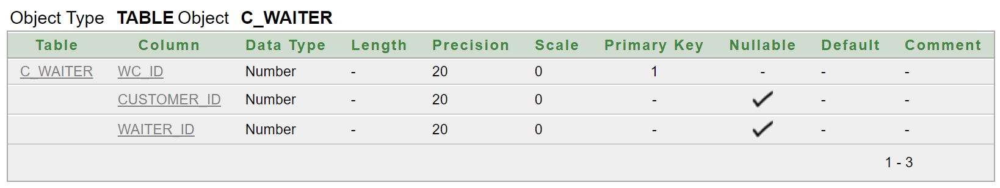 Object Type TABLE Object C_WAITER
Table Column Data Type Length Precision Scale Primary Key Nullable Default Comment
C_WAITER WC_ID Number - 20 0 1 - - -
CUSTOMER_ID Number - 20 0 - ✓ - -
WAITER_ID Number - 20 0 - ✓ - -
1 - 3